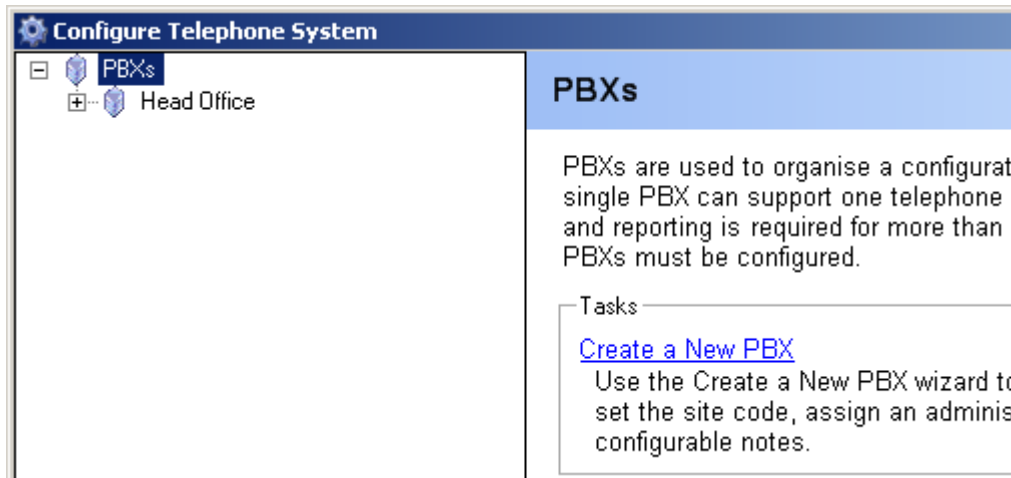 Configure Telephone System
PBXs
Head Office
PBXs
PBXs are used to organise a configurat
single PBX can support one telephone
and reporting is required for more than
PBXs must be configured.
Tasks
Create a New PBX
Use the Create a New PBX wizard to
set the site code, assign an adminis
configurable notes.